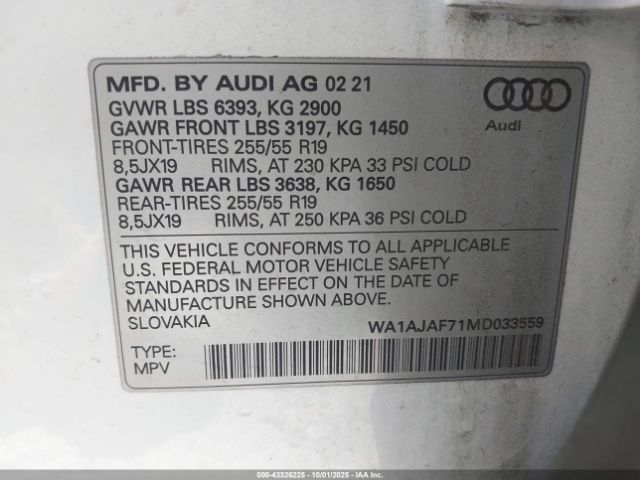 MFD. BY AUDI AG 02 21
GVWR LBS 6393, KG 2900
GAWR FRONT LBS 3197, KG 1450
FRONT-TIRES 255/55 R19
8,5JX19 RIMS, AT 230 KPA 33 PSI COLD
GAWR REAR LBS 3638, KG 1650
REAR-TIRES 255/55 R19
8,5JX19 RIMS, AT 250 KPA 36 PSI COLD
Audi
THIS VEHICLE CONFORMS TO ALL APPLICABLE
U.S. FEDERAL MOTOR VEHICLE SAFETY
STANDARDS IN EFFECT ON THE DATE OF
MANUFACTURE SHOWN ABOVE.
SLOVAKIA WA1AJAF71MD033559
TYPE:
MPV
000-43326225 - 10/01/2025 - IAA Inc.